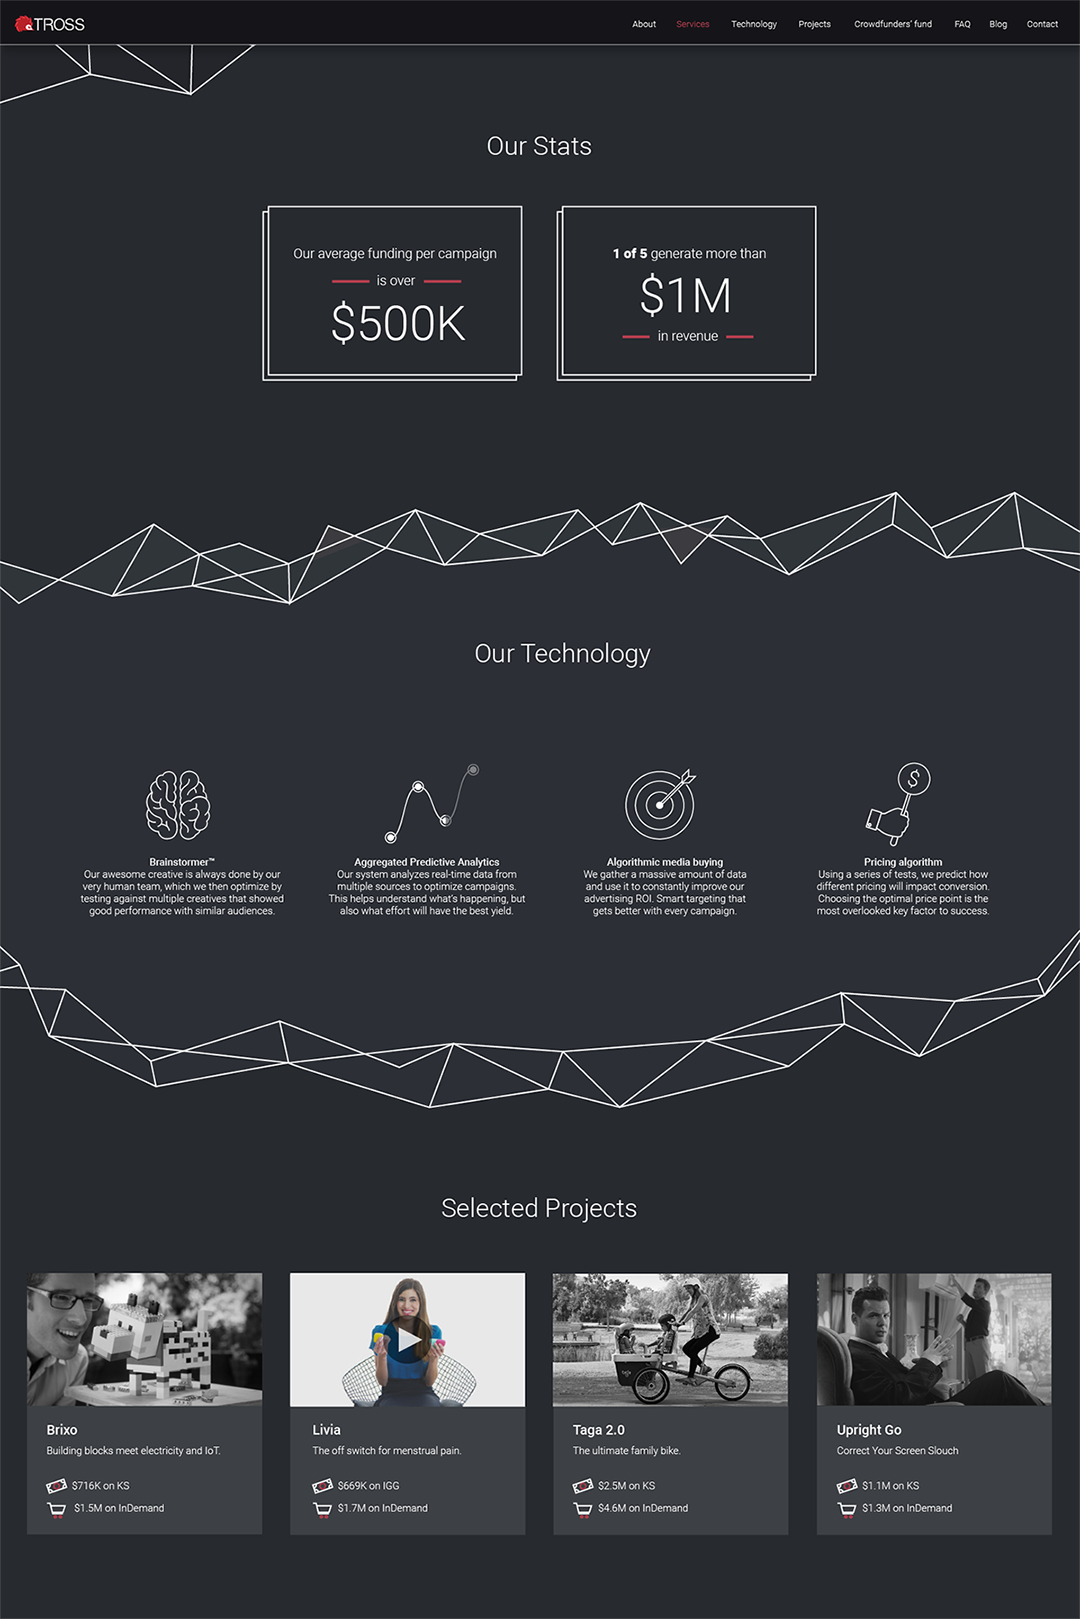 TROSS
About Services Technology Projects Crowdfunders' fund FAQ Blog Contact
Our Stats
Our average funding per campaign
is over
$500K
1 of 5 generate more than
$1M
in revenue
Our Technology
Brainstormer™
Our awesome creative is always done by our
very human team, which we then optimize by
testing against multiple creatives that showed
good performance with similar audiences.
Aggregated Predictive Analytics
Our system analyzes real-time data from
multiple sources to optimize campaigns.
This helps understand what's happening, but
also what effort will have the best yield.
Algorithmic media buying
We gather a massive amount of data
and use it to constantly improve our
advertising ROI. Smart targeting that
gets better with every campaign.
$
Pricing algorithm
Using a series of tests, we predict how
different pricing will impact conversion.
Choosing the optimal price point is the
most overlooked key factor to success.
Selected Projects
Brixo
Building blocks meet electricity and IoT.
$716K on KS
$1.5M on InDemand
Livia
The off switch for menstrual pain.
$669K on IGG
$1.7M on InDemand
Taga 2.0
The ultimate family bike.
$2.5M on KS
$4.6M on InDemand
Upright Go
Correct Your Screen Slouch
$1.1M on KS
$1.3M on InDemand